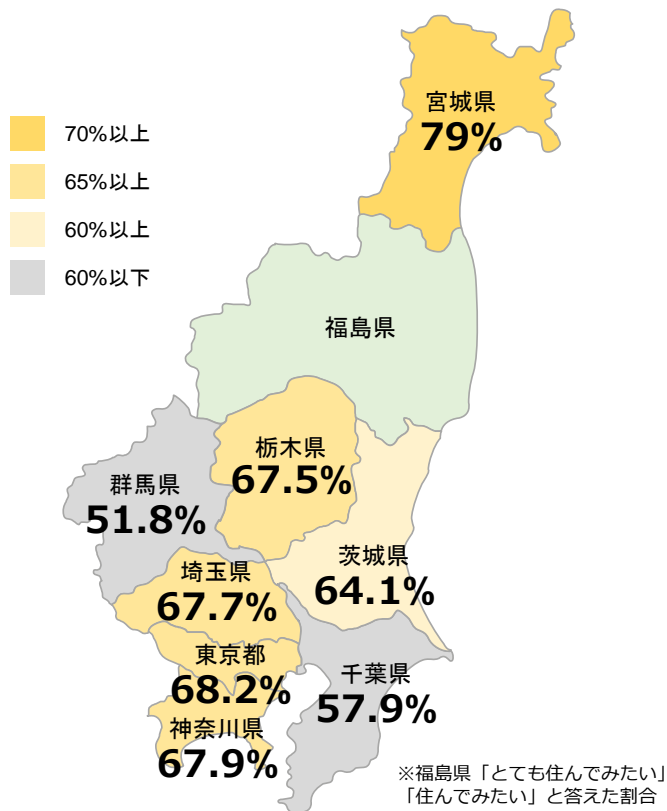 宮城県
79%
70%以上
65%以上
60%以上
60%以下
福島県
栃木県
67.5%
群馬県
51.8%
茨城県
64.1%
埼玉県
67.7%
東京都
68.2%
千葉県
57.9%
神奈川県
67.9%
※福島県「とても住んでみたい」
「住んでみたい」と答えた割合